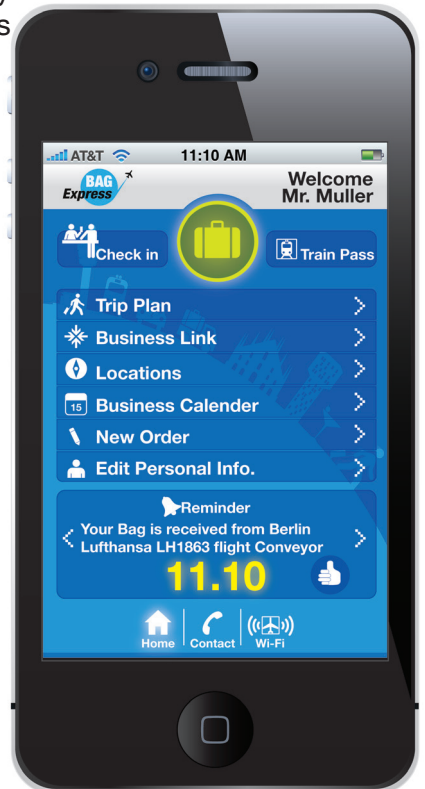 s
AT&T 11:10 AM
BAG
Express
Welcome
Mr. Muller
Check in
Train Pass
Trip Plan
Business Link
Locations
15 Business Calender
New Order
Edit Personal Info.
Reminder
Your Bag is received from Berlin
Lufthansa LH1863 flight Conveyor
11.10
Home Contact Wi-Fi